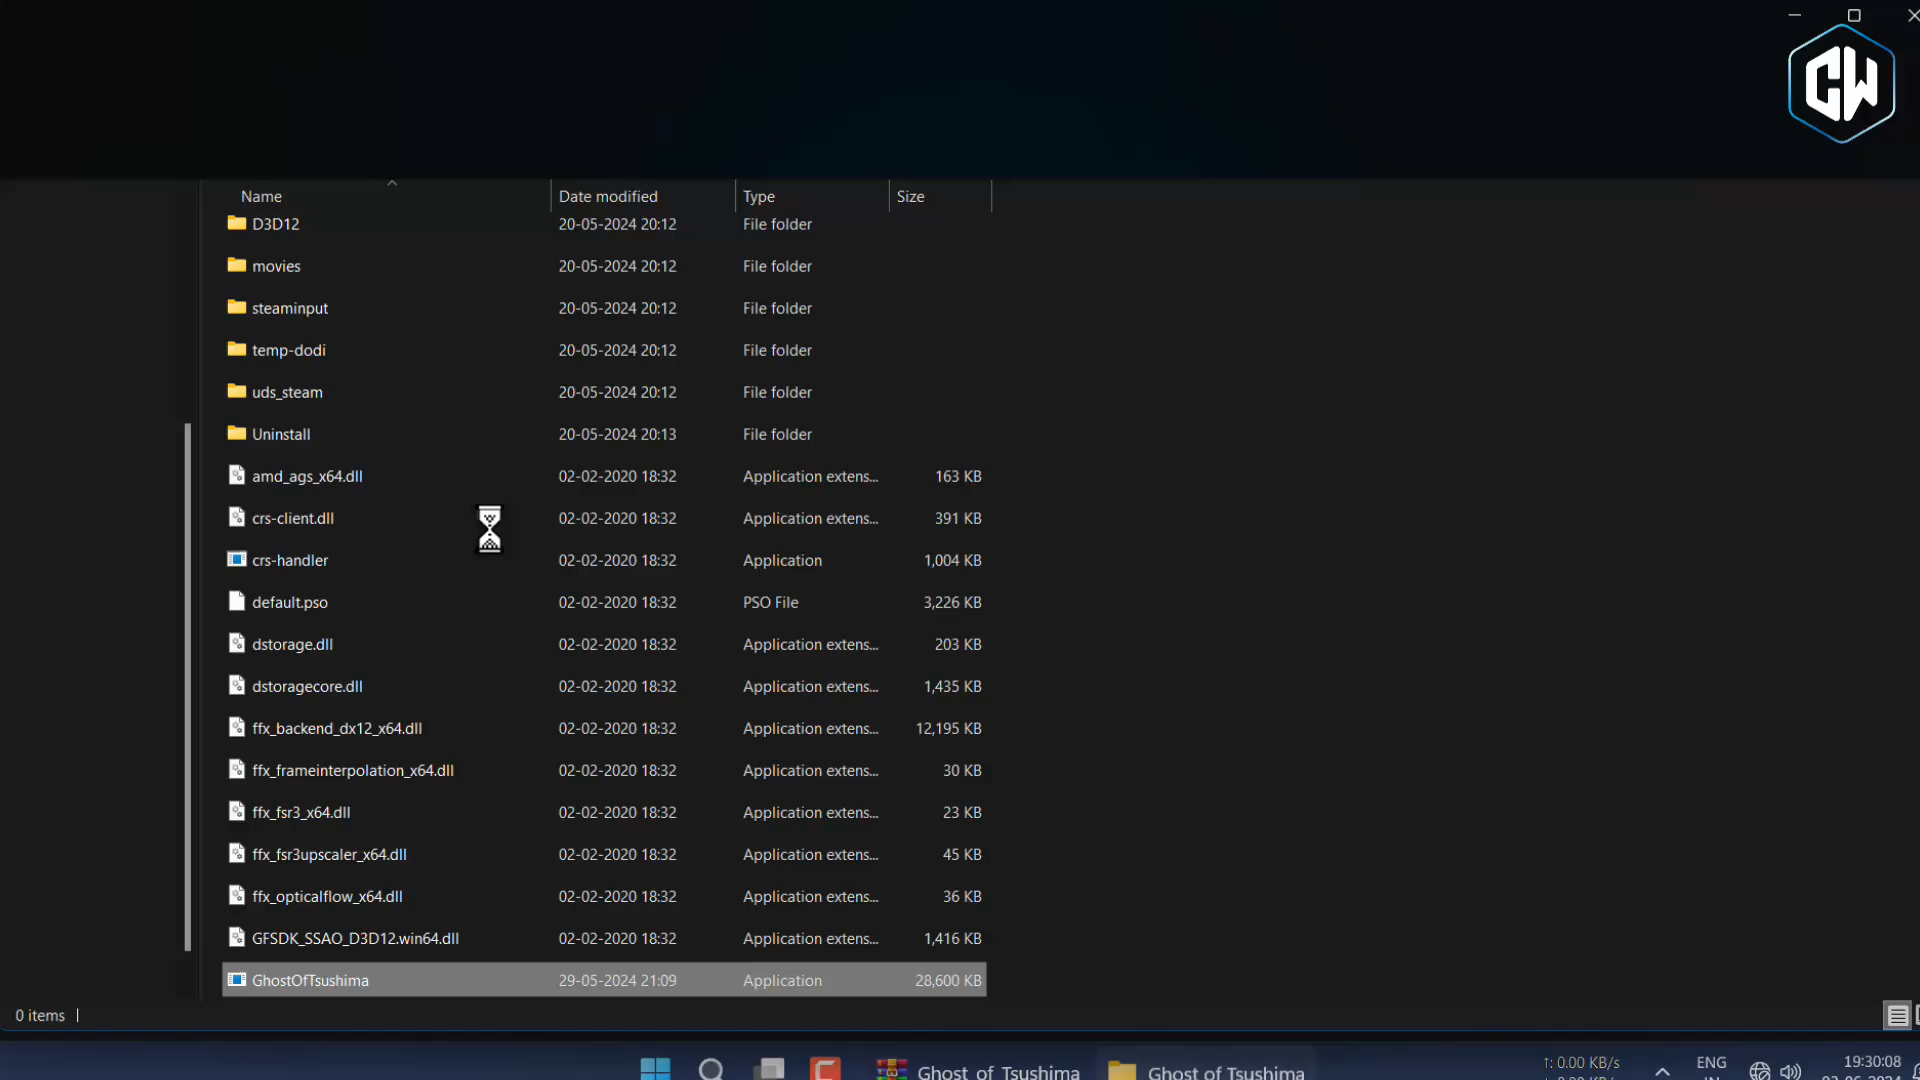 CW
Name Date modified Type Size
D3D12 20-05-2024 20:12 File folder
movies 20-05-2024 20:12 File folder
steaminput 20-05-2024 20:12 File folder
temp-dodi 20-05-2024 20:12 File folder
uds_steam 20-05-2024 20:12 File folder
Uninstall 20-05-2024 20:13 File folder
amd_ags_x64.dll 02-02-2020 18:32 Application extens... 163 KB
crs-client.dll 02-02-2020 18:32 Application extens... 391 KB
crs-handler 02-02-2020 18:32 Application 1,004 KB
default.pso 02-02-2020 18:32 PSO File 3,226 KB
dstorage.dll 02-02-2020 18:32 Application extens... 203 KB
dstoragecore.dll 02-02-2020 18:32 Application extens... 1,435 KB
ffx_backend_dx12_x64.dll 02-02-2020 18:32 Application extens... 12,195 KB
ffx_frameinterpolation_x64.dll 02-02-2020 18:32 Application extens... 30 KB
ffx_fsr3_x64.dll 02-02-2020 18:32 Application extens... 23 KB
ffx_fsr3upscaler_x64.dll 02-02-2020 18:32 Application extens... 45 KB
ffx_opticalflow_x64.dll 02-02-2020 18:32 Application extens... 36 KB
GFSDK_SSAO_D3D12.win64.dll 02-02-2020 18:32 Application extens... 1,416 KB
GhostOfTsushima 29-05-2024 21:09 Application 28,600 KB
0 items
Ghost of Tsushima Ghost of Tsushima ↑: 0.00 KB/s ENG 19:30:08